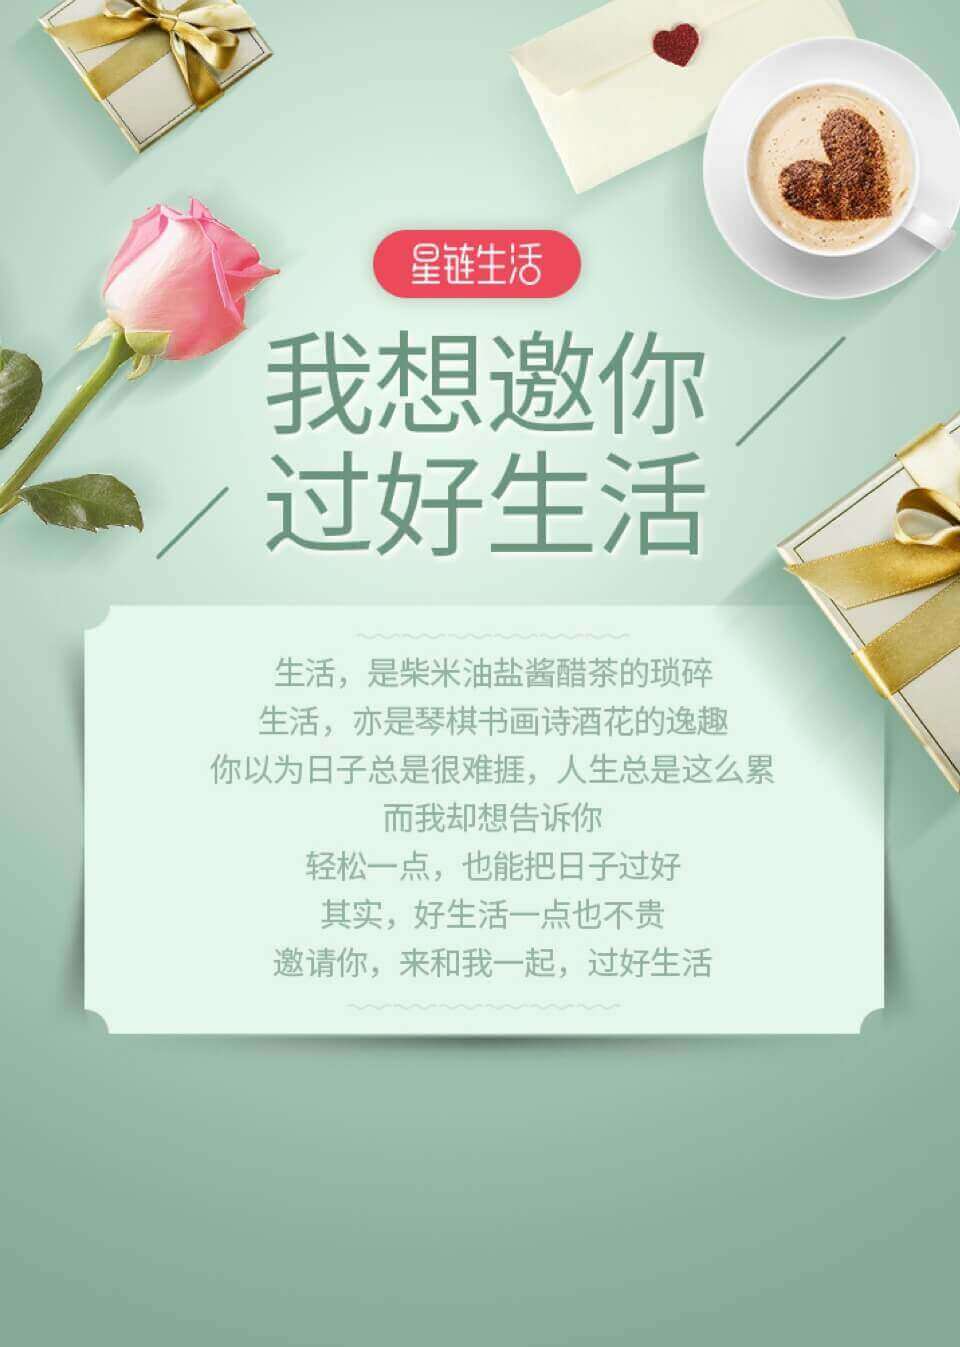 星链生活
我想邀你
过好生活
生活，是柴米油盐酱醋茶的琐碎
生活，亦是琴棋书画诗酒花的逸趣
你以为日子总是很难捱，人生总是这么累
而我却想告诉你
轻松一点，也能把日子过好
其实，好生活一点也不贵
邀请你，来和我一起，过好生活